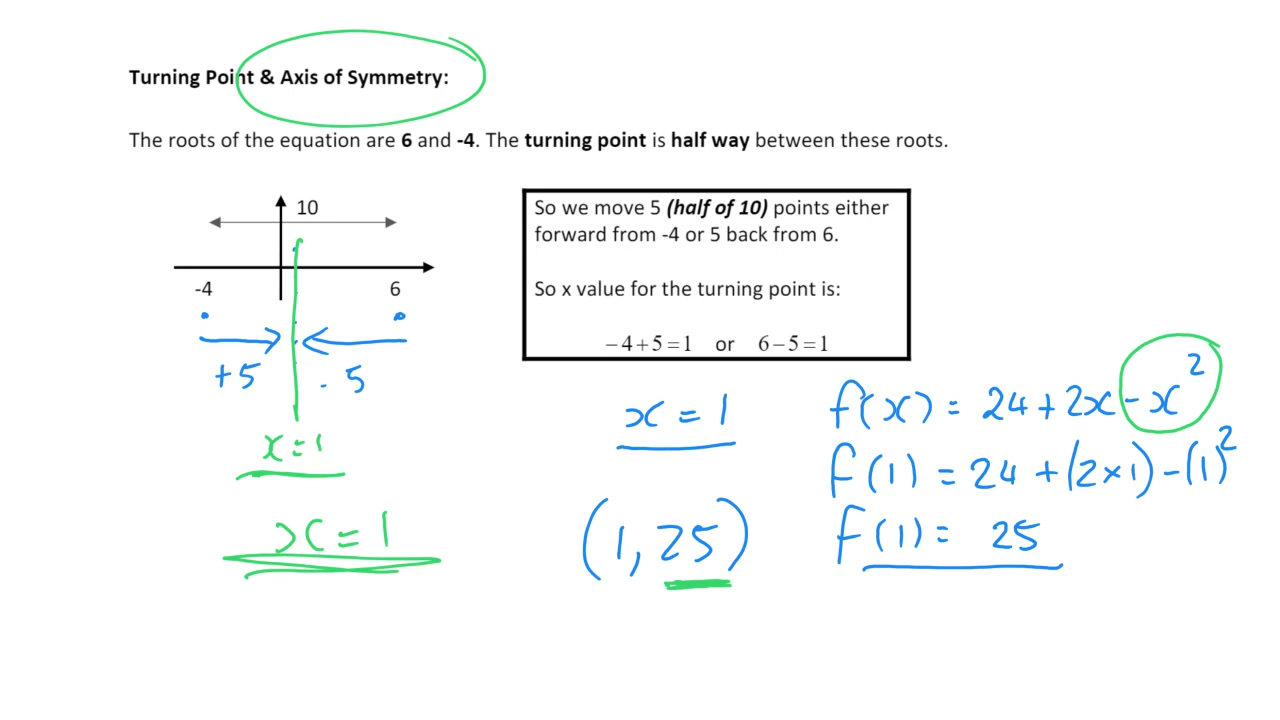 Turning Point & Axis of Symmetry:
The roots of the equation are 6 and -4. The turning point is half way between these roots.
10
-4
6
+5
- 5
x = 1
x = 1
So we move 5 (half of 10) points either
forward from -4 or 5 back from 6.
So x value for the turning point is:
−4+5=1 or 6−5=1
x = 1
(1, 25)
f(x) = 24 + 2x - x²
f(1) = 24 + (2×1) - (1)²
f(1) = 25